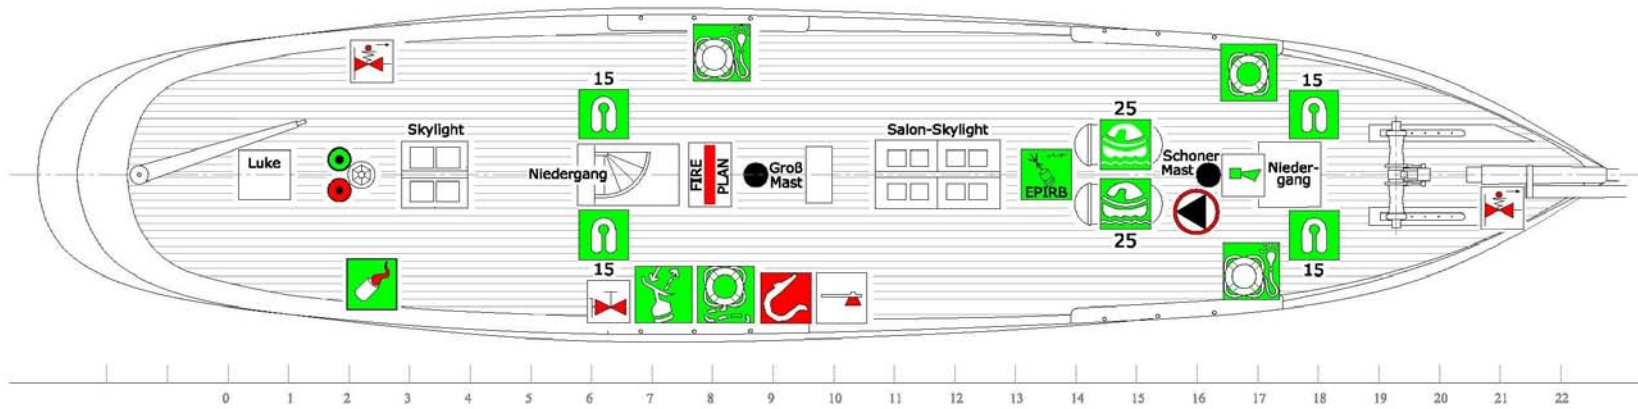 15
15
Skylight
25
Salon-Skylight
Luke
Niedergang
FIRE
PLAN
Groß
Mast
EPIRB
Schoner
Mast
Nieder-
gang
25
15
15
0 1 2 3 4 5 6 7 8 9 10 11 12 13 14 15 16 17 18 19 20 21 22